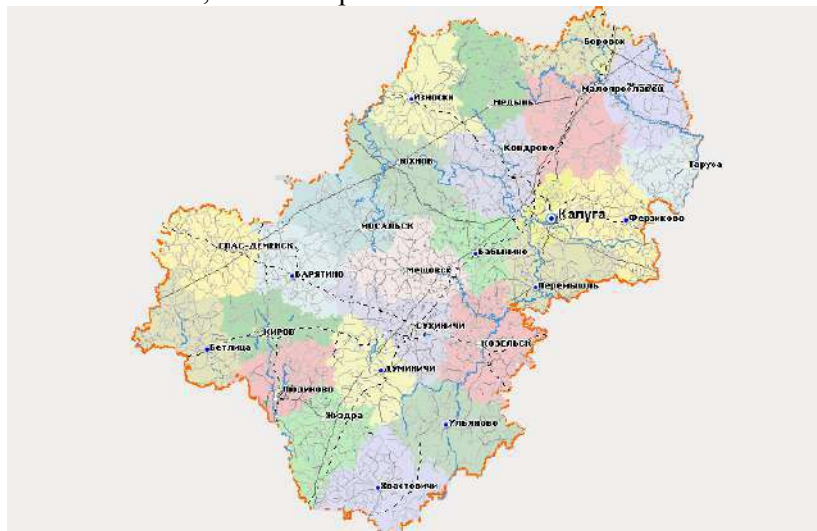 Боровск
Малоярославец
Износки
Медынь
Кондрово
Юхнов
Таруса
Калуга
Ферзиково
МОСАЛЬСК
СПАС-ДЕМЕНСК
Бабынино
Мещовск
БАРЯТИНО
Перемышль
СУХИНИЧИ
КИРОВ
КОЗЕЛЬСК
Бетлица
ДУМИНИЧИ
Людиново
Жиздра
Ульяново
Хвастовичи